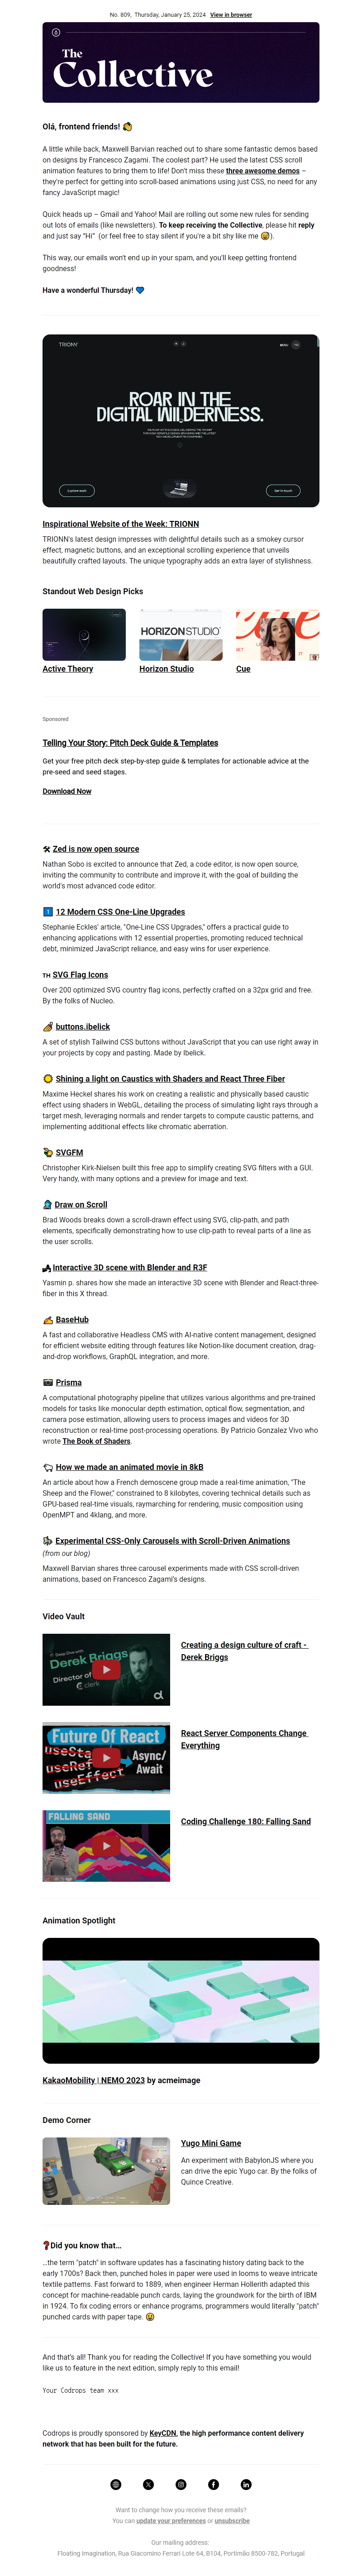 No. 809,  Thursday, January 25, 2024   View in browser
The
Collective
Olá, frontend friends!
A little while back, Maxwell Barvian reached out to share some fantastic demos based
on designs by Francesco Zagami. The coolest part? He used the latest CSS scroll
animation features to bring them to life! Don't miss these three awesome demos –
they're perfect for getting into scroll-based animations using just CSS, no need for any
fancy JavaScript magic!
Quick heads up – Gmail and Yahoo! Mail are rolling out some new rules for sending
out lots of emails (like newsletters). To keep receiving the Collective, please hit reply
and just say "Hi"  (or feel free to stay silent if you're a bit shy like me 😅).
This way, our emails won't end up in your spam, and you'll keep getting frontend
goodness!
Have a wonderful Thursday! 💙
TRIONN
ROAR IN THE
DIGITAL WILDERNESS.
Explore work
Get in touch
Inspirational Website of the Week: TRIONN
TRIONN's latest design impresses with delightful details such as a smokey cursor
effect, magnetic buttons, and an exceptional scrolling experience that unveils
beautifully crafted layouts. The unique typography adds an extra layer of stylishness.
Standout Web Design Picks
HORIZON STUDIO
Active Theory
Horizon Studio
Cue
Sponsored
Telling Your Story: Pitch Deck Guide & Templates
Get your free pitch deck step-by-step guide & templates for actionable advice at the
pre-seed and seed stages.
Download Now
🛠 Zed is now open source
Nathan Sobo is excited to announce that Zed, a code editor, is now open source,
inviting the community to contribute and improve it, with the goal of building the
world's most advanced code editor.
1️⃣ 12 Modern CSS One-Line Upgrades
Stephanie Eckles' article, "One-Line CSS Upgrades," offers a practical guide to
enhancing applications with 12 essential properties, promoting reduced technical
debt, minimized JavaScript reliance, and easy wins for user experience.
TH SVG Flag Icons
Over 200 optimized SVG country flag icons, perfectly crafted on a 32px grid and free.
By the folks of Nucleo.
buttons.ibelick
A set of stylish Tailwind CSS buttons without JavaScript that you can use right away in
your projects by copy and pasting. Made by Ibelick.
Shining a light on Caustics with Shaders and React Three Fiber
Maxime Heckel shares his work on creating a realistic and physically based caustic
effect using shaders in WebGL, detailing the process of simulating light rays through a
target mesh, leveraging normals and render targets to compute caustic patterns, and
implementing additional effects like chromatic aberration.
SVGFM
Christopher Kirk-Nielsen built this free app to simplify creating SVG filters with a GUI.
Very handy, with many options and a preview for image and text.
Draw on Scroll
Brad Woods breaks down a scroll-drawn effect using SVG, clip-path, and path
elements, specifically demonstrating how to use clip-path to reveal parts of a line as
the user scrolls.
Interactive 3D scene with Blender and R3F
Yasmin p. shares how she made an interactive 3D scene with Blender and React-three-
fiber in this X thread.
BaseHub
A fast and collaborative Headless CMS with AI-native content management, designed
for efficient website editing through features like Notion-like document creation, drag-
and-drop workflows, GraphQL integration, and more.
Prisma
A computational photography pipeline that utilizes various algorithms and pre-trained
models for tasks like monocular depth estimation, optical flow, segmentation, and
camera pose estimation, allowing users to process images and videos for 3D
reconstruction or real-time post-processing operations. By Patricio Gonzalez Vivo who
wrote The Book of Shaders.
How we made an animated movie in 8kB
An article about how a French demoscene group made a real-time animation, "The
Sheep and the Flower," constrained to 8 kilobytes, covering technical details such as
GPU-based real-time visuals, raymarching for rendering, music composition using
OpenMPT and 4klang, and more.
Experimental CSS-Only Carousels with Scroll-Driven Animations
(from our blog)
Maxwell Barvian shares three carousel experiments made with CSS scroll-driven
animations, based on Francesco Zagami's designs.
Video Vault
Derek Briggs
Director of
clerk
Creating a design culture of craft -
Derek Briggs
Future Of React
useEffect
Async/
Await
React Server Components Change
Everything
FALLING SAND
Coding Challenge 180: Falling Sand
Animation Spotlight
KakaoMobility | NEMO 2023 by acmeimage
Demo Corner
Yugo Mini Game
An experiment with BabylonJS where you
can drive the epic Yugo car. By the folks of
Quince Creative.
❓Did you know that…
...the term "patch" in software updates has a fascinating history dating back to the
early 1700s? Back then, punched holes in paper were used in looms to weave intricate
textile patterns. Fast forward to 1889, when engineer Herman Hollerith adapted this
concept for machine-readable punch cards, laying the groundwork for the birth of IBM
in 1924. To fix coding errors or enhance programs, programmers would literally "patch"
punched cards with paper tape. 😀
And that's all! Thank you for reading the Collective! If you have something you would
like us to feature in the next edition, simply reply to this email!
Your Codrops team xxx
Codrops is proudly sponsored by KeyCDN, the high performance content delivery
network that has been built for the future.
Want to change how you receive these emails?
You can update your preferences or unsubscribe
Our mailing address:
Floating Imagination, Rua Giacomino Ferrari Lote 64, B104, Portimão 8500-782, Portugal